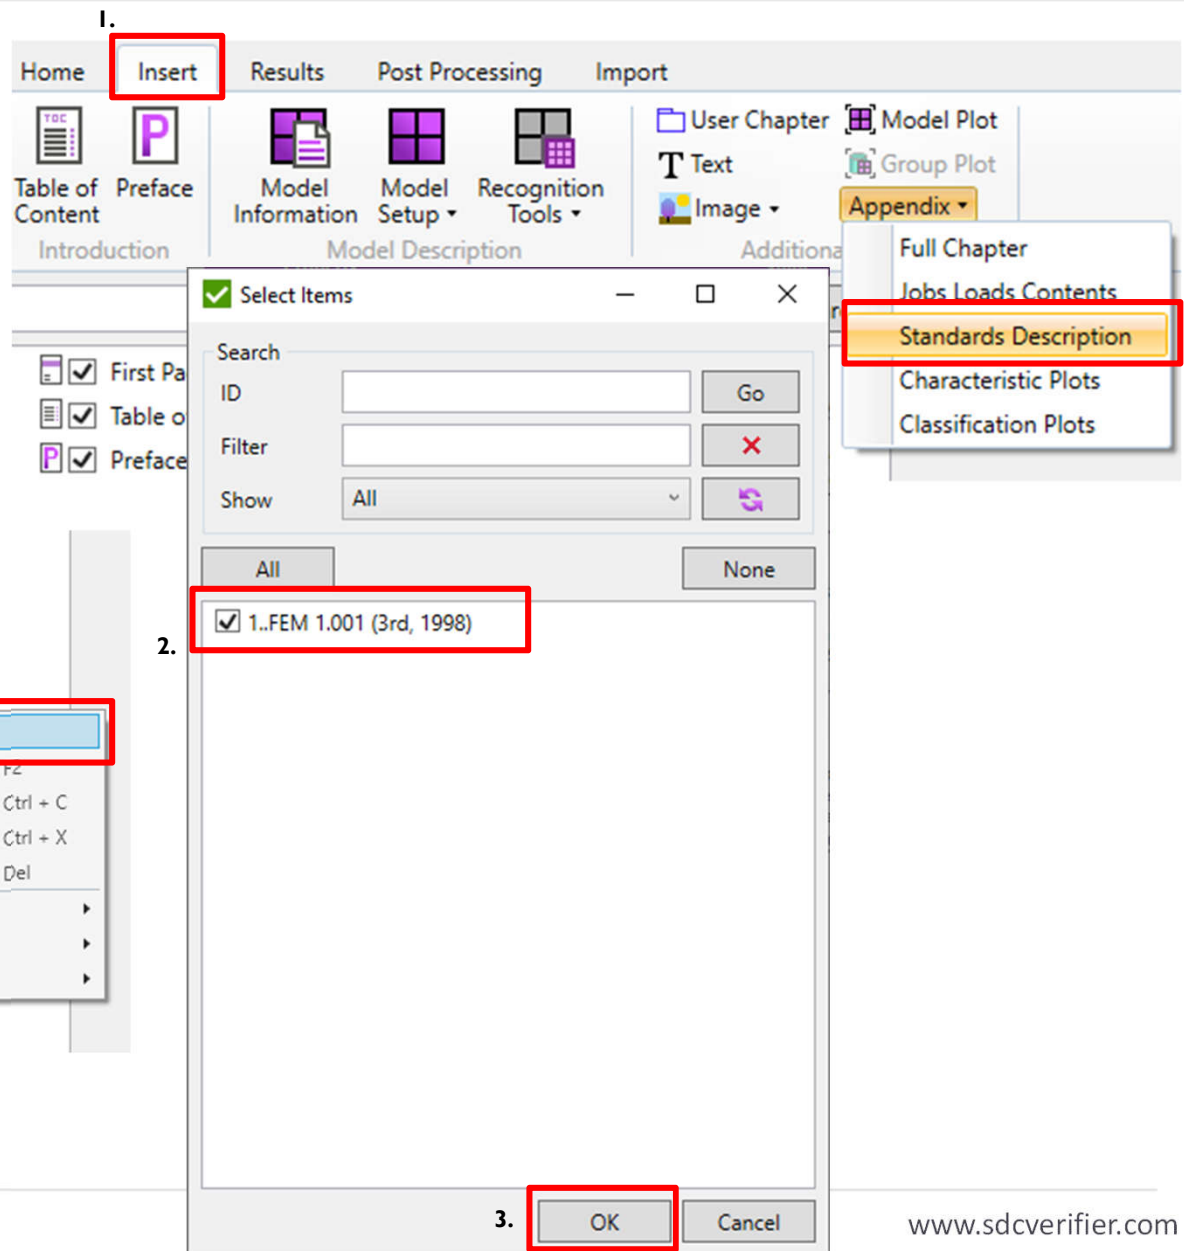 1.
Home Insert Results Post Processing Import
TOC
P
User Chapter Model Plot
T Text Group Plot
Table of Content
Preface
Model Information
Model Setup
Recognition Tools
Image Appendix
Introduction Model Description Additiona
Full Chapter
Jobs Loads Contents
Standards Description
Characteristic Plots
Classification Plots
Select Items
First Pa
Table o
P Preface
Search
ID Go
Filter
Show All
All None
2.
1..FEM 1.001 (3rd, 1998)
F2
Ctrl + C
Ctrl + X
Del
3.
OK Cancel
www.sdcverifier.com